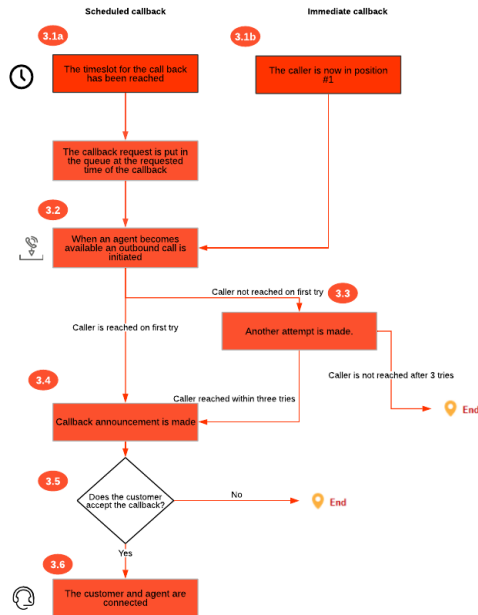 Scheduled callback
Immediate callback
3.1a
3.1b
The timeslot for the call back
has been reached
The caller is now in position
#1
The callback request is put in
the queue at the requested
time of the callback
3.2
When an agent becomes
available an outbound call is
initiated
Caller not reached on first try
3.3
Caller is reached on first try
Another attempt is made.
Caller is not reached after 3 tries
3.4
Caller reached within three tries
End
Callback announcement is made
3.5
Does the customer
accept the callback?
No
End
Yes
3.6
The customer and agent are
connected